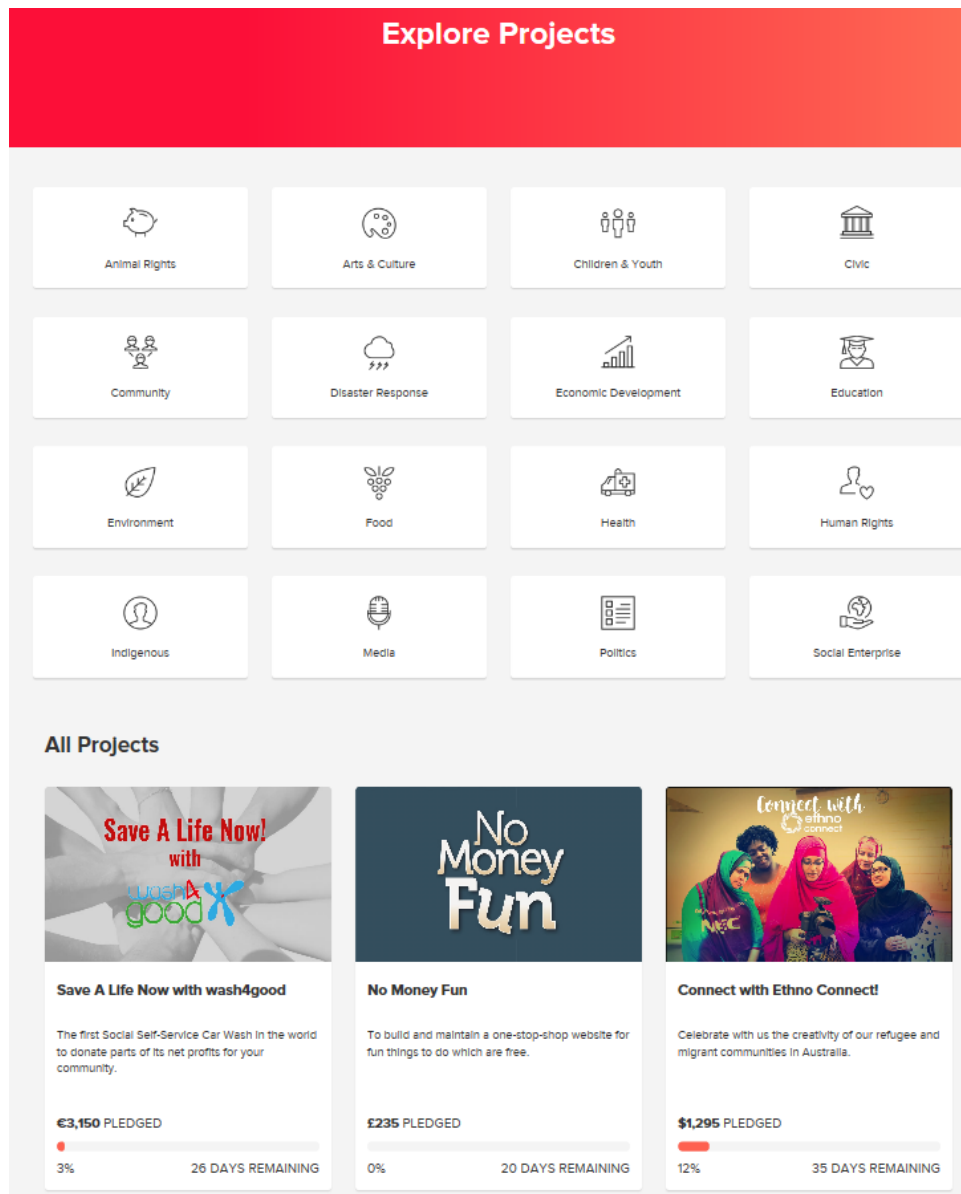 Explore Projects
Animal Rights
Arts & Culture
Children & Youth
Civic
Community
Disaster Response
Economic Development
Education
Environment
Food
Health
Human Rights
Indigenous
Media
Politics
Social Enterprise
All Projects
Save A Life Now!
with
wash4
good
No
Money
Fun
Connect with
ethno
connect
NEC
Save A Life Now with wash4good
The first Social Self-Service Car Wash in the world
to donate parts of its net profits for your
community.
€3,150 PLEDGED
3% 26 DAYS REMAINING
No Money Fun
To build and maintain a one-stop-shop website for
fun things to do which are free.
£235 PLEDGED
0% 20 DAYS REMAINING
Connect with Ethno Connect!
Celebrate with us the creativity of our refugee and
migrant communities in Australia.
$1,295 PLEDGED
12% 35 DAYS REMAINING